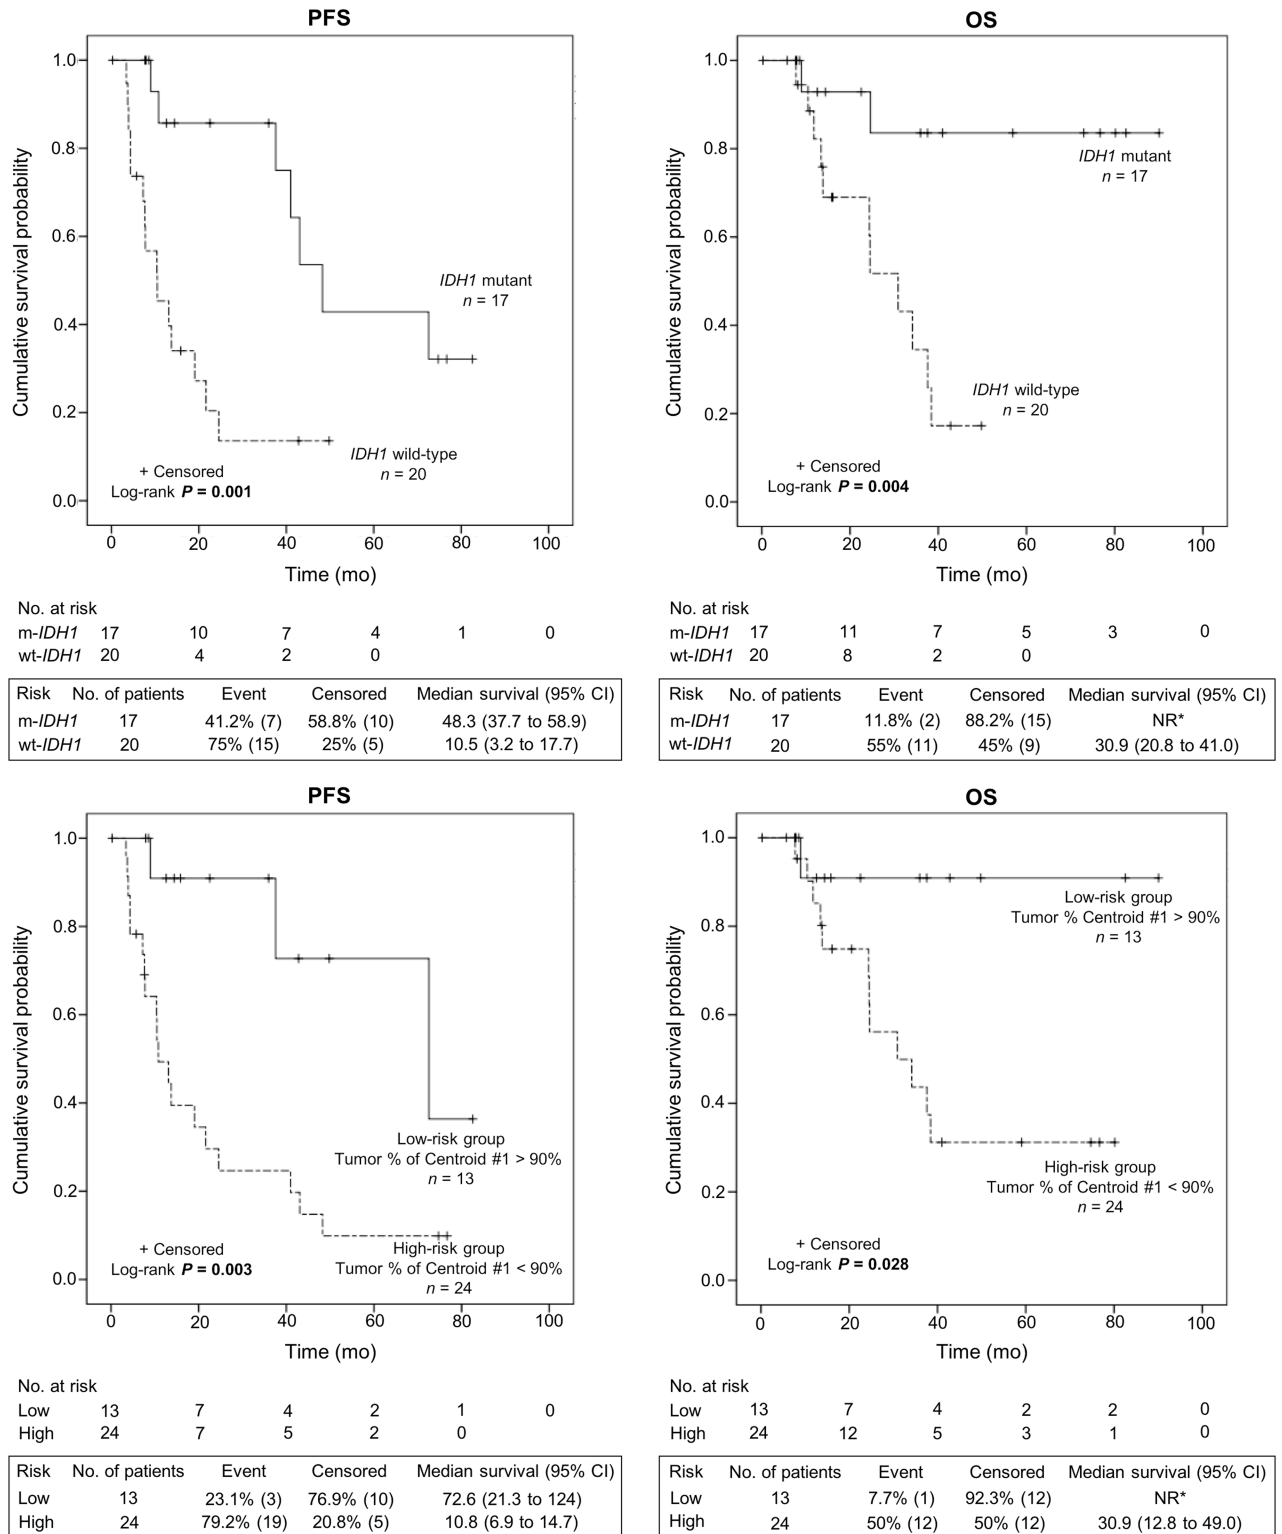 PFS
Cumulative survival probability
1.0
0.8
0.6
0.4
0.2
0.0
IDH1 mutant
n = 17
IDH1 wild-type
n = 20
+ Censored
Log-rank P = 0.001
0 20 40 60 80 100
Time (mo)
No. at risk
m-IDH1 17 10 7 4 1 0
wt-IDH1 20 4 2 0
Risk No. of patients Event Censored Median survival (95% CI)
m-IDH1 17 41.2% (7) 58.8% (10) 48.3 (37.7 to 58.9)
wt-IDH1 20 75% (15) 25% (5) 10.5 (3.2 to 17.7)
OS
Cumulative survival probability
1.0
0.8
0.6
0.4
0.2
0.0
IDH1 mutant
n = 17
IDH1 wild-type
n = 20
+ Censored
Log-rank P = 0.004
0 20 40 60 80 100
Time (mo)
No. at risk
m-IDH1 17 11 7 5 3 0
wt-IDH1 20 8 2 0
Risk No. of patients Event Censored Median survival (95% CI)
m-IDH1 17 11.8% (2) 88.2% (15) NR*
wt-IDH1 20 55% (11) 45% (9) 30.9 (20.8 to 41.0)
PFS
Cumulative survival probability
1.0
0.8
0.6
0.4
0.2
0.0
Low-risk group
Tumor % of Centroid #1 > 90%
n = 13
High-risk group
Tumor % of Centroid #1 < 90%
n = 24
+ Censored
Log-rank P = 0.003
0 20 40 60 80 100
Time (mo)
No. at risk
Low 13 7 4 2 1 0
High 24 7 5 2 0
Risk No. of patients Event Censored Median survival (95% CI)
Low 13 23.1% (3) 76.9% (10) 72.6 (21.3 to 124)
High 24 79.2% (19) 20.8% (5) 10.8 (6.9 to 14.7)
OS
Cumulative survival probability
1.0
0.8
0.6
0.4
0.2
0.0
Low-risk group
Tumor % Centroid #1 > 90%
n = 13
High-risk group
Tumor % of Centroid #1 < 90%
n = 24
+ Censored
Log-rank P = 0.028
0 20 40 60 80 100
Time (mo)
No. at risk
Low 13 7 4 2 2 0
High 24 12 5 3 1 0
Risk No. of patients Event Censored Median survival (95% CI)
Low 13 7.7% (1) 92.3% (12) NR*
High 24 50% (12) 50% (12) 30.9 (12.8 to 49.0)